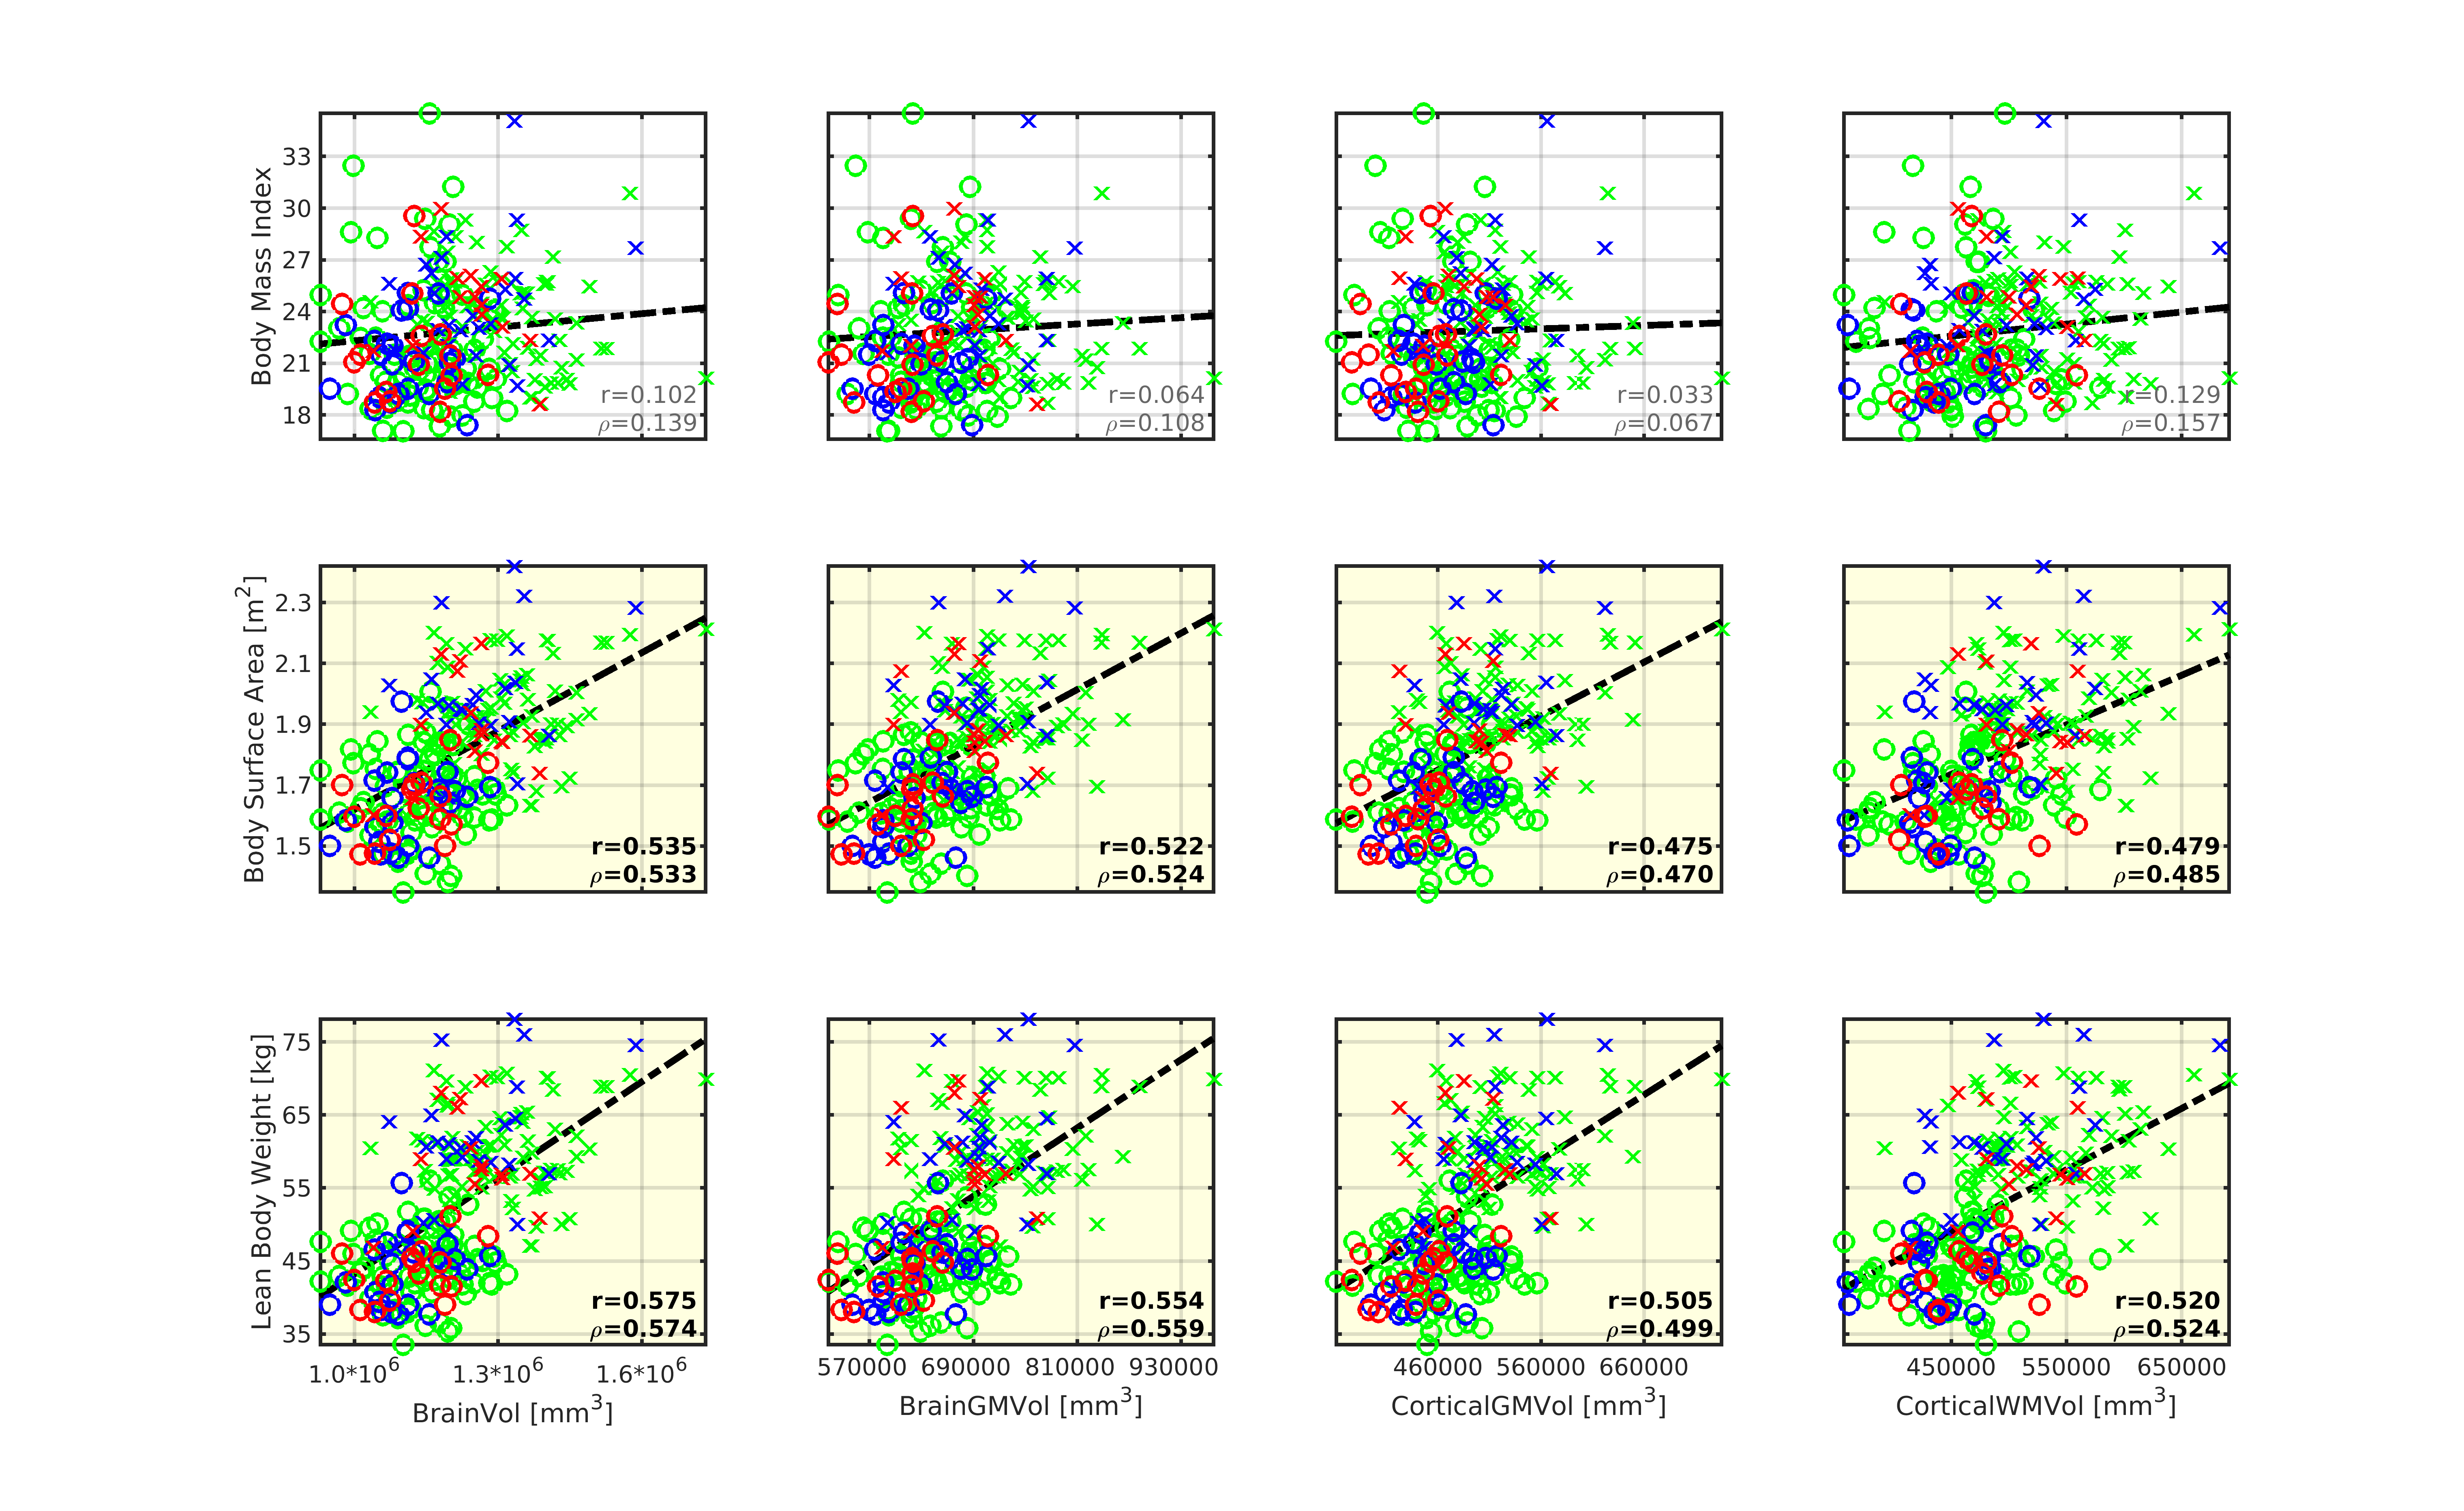 Body Mass Index
33
30
27
24
21
18
r=0.102
ρ=0.139
r=0.064
ρ=0.108
r=0.033
ρ=0.067
r=0.129
ρ=0.157
Body Surface Area [m²]
2.3
2.1
1.9
1.7
1.5
r=0.535
ρ=0.533
r=0.522
ρ=0.524
r=0.475
ρ=0.470
r=0.479
ρ=0.485
Lean Body Weight [kg]
75
65
55
45
35
r=0.575
ρ=0.574
r=0.554
ρ=0.559
r=0.505
ρ=0.499
r=0.520
ρ=0.524
1.0*10⁶ 1.3*10⁶ 1.6*10⁶
BrainVol [mm³]
570000 690000 810000 930000
BrainGMVol [mm³]
460000 560000 6660000
CorticalGMVol [mm³]
450000 550000 650000
CorticalWMVol [mm³]